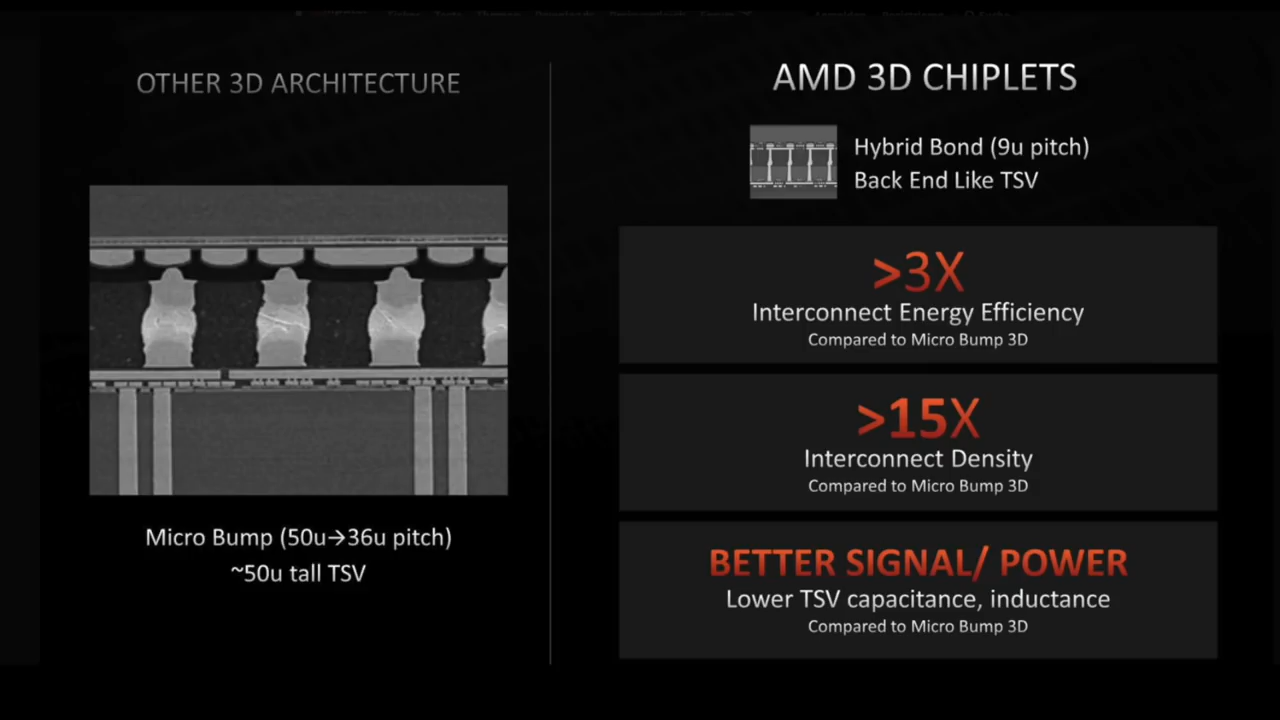 OTHER 3D ARCHITECTURE
Micro Bump (50u→36u pitch)
~50u tall TSV
AMD 3D CHIPLETS
Hybrid Bond (9u pitch)
Back End Like TSV
>3X
Interconnect Energy Efficiency
Compared to Micro Bump 3D
>15X
Interconnect Density
Compared to Micro Bump 3D
BETTER SIGNAL/ POWER
Lower TSV capacitance, inductance
Compared to Micro Bump 3D